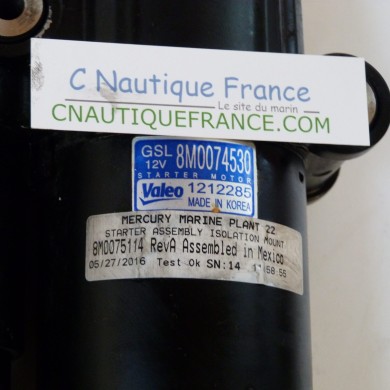 C Nautique France
Le site du marin
CNAUTIQUEFRANCE.COM
GSL 8M0074530
12V
STARTER MOTOR
Valeo 1212285
MADE IN KOREA
MERCURY MARINE PLANT 22
STARTER ASSEMBLY ISOLATION MOUNT
8M0075114 RevA Assembled in Mexico
05/27/2016 Test Ok SN:14 58:55